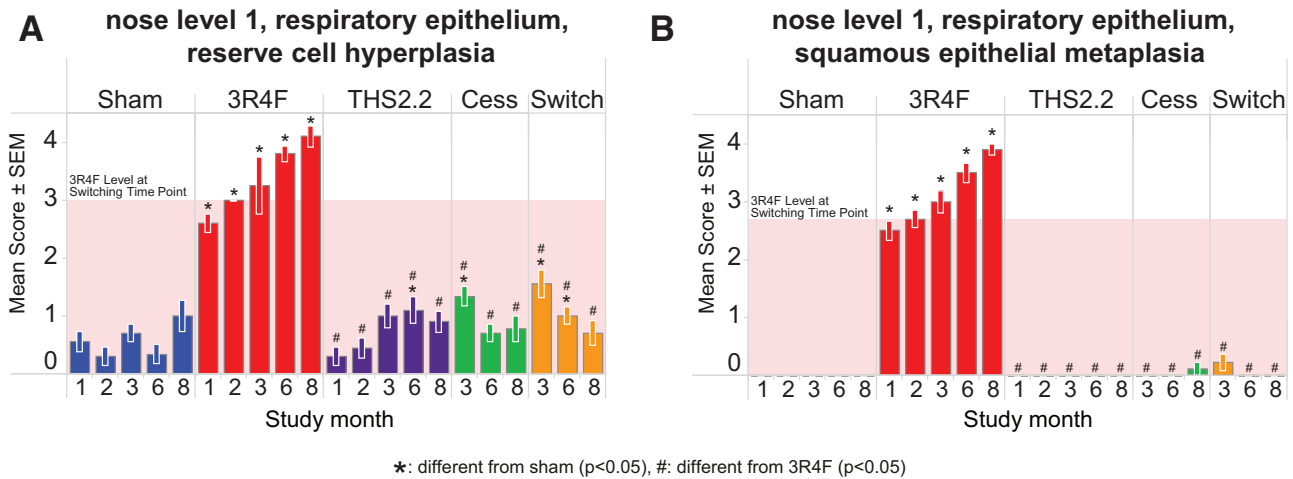 A
nose level 1, respiratory epithelium,
reserve cell hyperplasia
Sham 3R4F THS2.2 Cess Switch
Mean Score ± SEM
4
3
2
1
0
3R4F Level at
Switching Time Point
* * * * *
# # # # * #
# * # #
# * # * #
1 2 3 6 8 1 2 3 6 8 1 2 3 6 8 3 6 8 3 6 8
Study month
B
nose level 1, respiratory epithelium,
squamous epithelial metaplasia
Sham 3R4F THS2.2 Cess Switch
Mean Score ± SEM
4
3
2
1
0
3R4F Level at
Switching Time Point
* * * * *
# # # # #
# # #
# # #
1 2 3 6 8 1 2 3 6 8 1 2 3 6 8 3 6 8 3 6 8
Study month
*: different from sham (p<0.05), #: different from 3R4F (p<0.05)